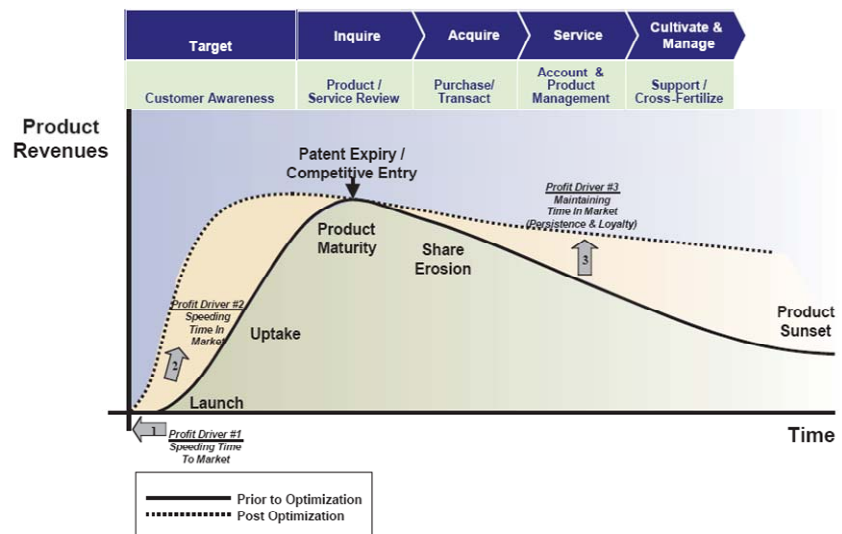 Target
Inquire
Acquire
Service
Cultivate &
Manage
Customer Awareness
Product /
Service Review
Purchase/
Transact
Account &
Product
Management
Support /
Cross-Fertilize
Product
Revenues
Patent Expiry /
Competitive Entry
Profit Driver #3
Maintaining
Time In Market
(Persistence & Loyalty)
Product
Maturity
Share
Erosion
3
Profit Driver #2
Speeding
Time In
Market
Uptake
Product
Sunset
2
Launch
1
Profit Driver #1
Speeding Time
To Market
Time
Prior to Optimization
Post Optimization